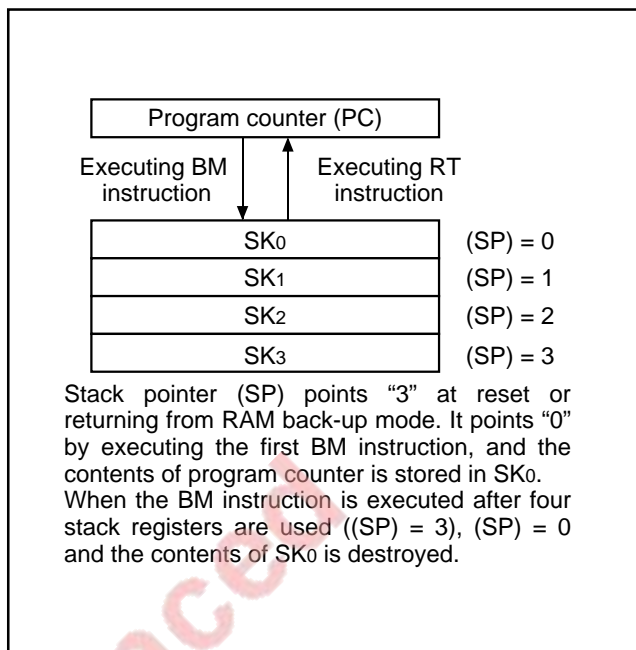 Program counter (PC)
Executing BM
instruction
Executing RT
instruction
SK0
(SP) = 0
SK1
(SP) = 1
SK2
(SP) = 2
SK3
(SP) = 3
Stack pointer (SP) points “3” at reset or
returning from RAM back-up mode. It points “0”
by executing the first BM instruction, and the
contents of program counter is stored in SK0.
When the BM instruction is executed after four
stack registers are used ((SP) = 3), (SP) = 0
and the contents of SK0 is destroyed.